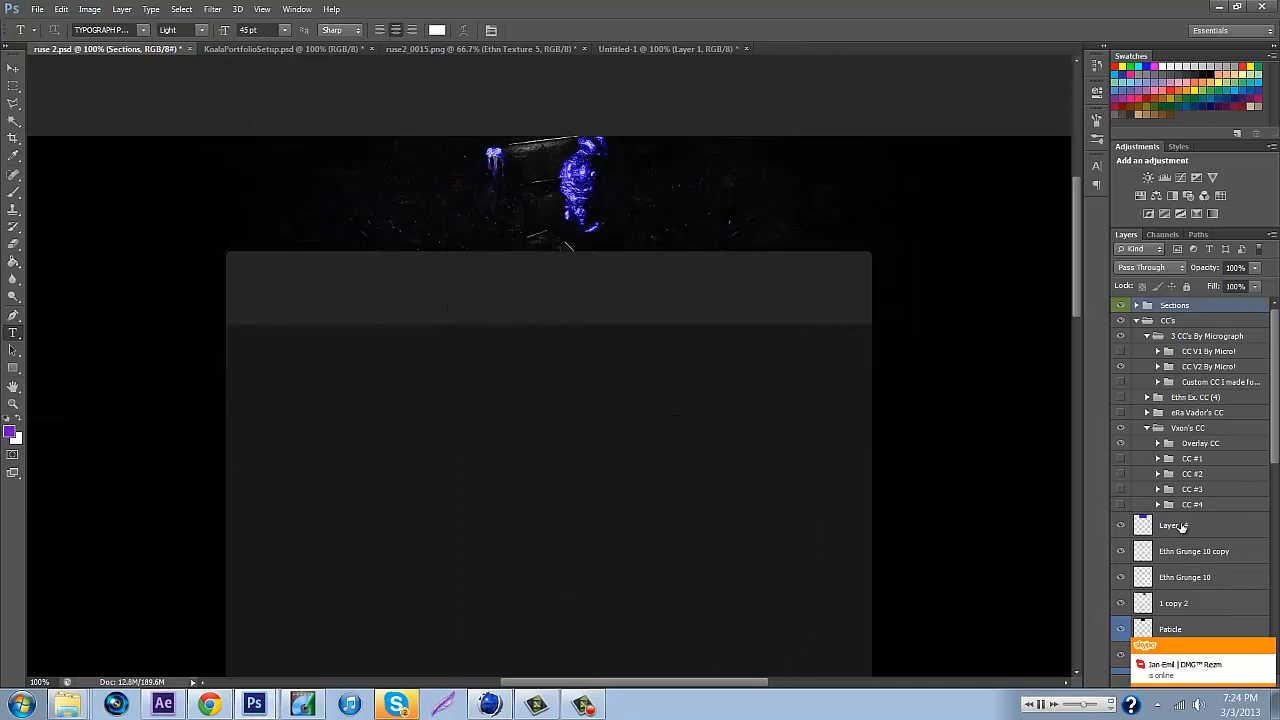 Ps File Edit Image Layer Type Select Filter 3D View Window Help
T TYPOGRAPH P... Light 45 pt Sharp Essentials
ruse 2.psd @ 100% (Sections, RGB/8#) * × KoalaPortfolioSetup.psd @ 100% (RGB/8) * × ruse2_0015.png @ 66.7% (Ethn Texture 5, RGB/8) * × Untitled-1 @ 100% (Layer 1, RGB/8) * ×
Swatches
Adjustments Styles
Add an adjustment
Layers Channels Paths
Kind
Pass Through Opacity: 100%
Lock: Fill: 100%
Sections
CC's
3 CC's By Micrograph
CC V1 By Micro!
CC V2 By Micro!
Custom CC I made fo...
Ethn Ex. CC (4)
eRa Vador's CC
Vxon's CC
Overlay CC
CC #1
CC #2
CC #3
CC #4
Ethn Grunge 10 copy
Ethn Grunge 10
1 copy 2
Paticle
skype
Jan-Emil | DMG™ Rezm
is online
100% Doc: 12.8M/189.6M
Ae Ps
7:24 PM
3/3/2013